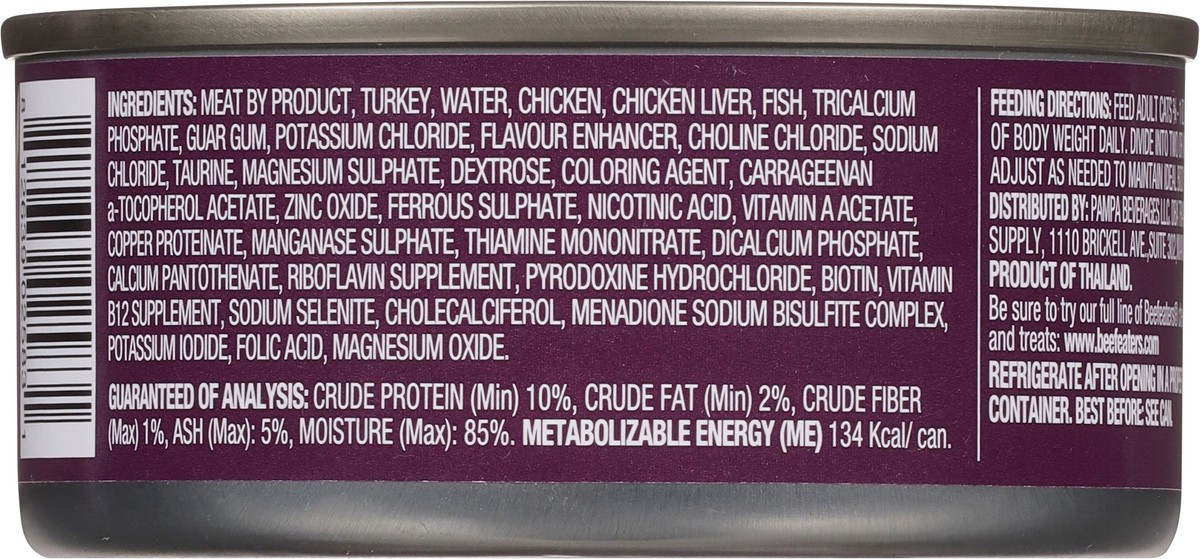 INGREDIENTS: MEAT BY PRODUCT, TURKEY, WATER, CHICKEN, CHICKEN LIVER, FISH, TRICALCIUM
PHOSPHATE, GUAR GUM, POTASSIUM CHLORIDE, FLAVOUR ENHANCER, CHOLINE CHLORIDE, SODIUM
CHLORIDE, TAURINE, MAGNESIUM SULPHATE, DEXTROSE, COLORING AGENT, CARRAGEENAN
a-TOCOPHEROL ACETATE, ZINC OXIDE, FERROUS SULPHATE, NICOTINIC ACID, VITAMIN A ACETATE,
COPPER PROTEINATE, MANGANASE SULPHATE, THIAMINE MONONITRATE, DICALCIUM PHOSPHATE,
CALCIUM PANTOTHENATE, RIBOFLAVIN SUPPLEMENT, PYRODOXINE HYDROCHLORIDE, BIOTIN, VITAMIN
B12 SUPPLEMENT, SODIUM SELENITE, CHOLECALCIFEROL, MENADIONE SODIUM BISULFITE COMPLEX,
POTASSIUM IODIDE, FOLIC ACID, MAGNESIUM OXIDE.
GUARANTEED OF ANALYSIS: CRUDE PROTEIN (Min) 10%, CRUDE FAT (Min) 2%, CRUDE FIBER
(Max) 1%, ASH (Max): 5%, MOISTURE (Max): 85%. METABOLIZABLE ENERGY (ME) 134 Kcal/ can.
FEEDING DIRECTIONS: FEED ADULT CATS
OF BODY WEIGHT DAILY. DIVIDE INTO TWO
ADJUST AS NEEDED TO MAINTAIN IDEAL
DISTRIBUTED BY: PAMPA BEVERAGES LLC.
SUPPLY, 1110 BRICKELL AVE,SUITE 302,
PRODUCT OF THAILAND.
Be sure to try our full line of Beefeaters®
and treats: www.beefeaters.com
REFRIGERATE AFTER OPENING IN A
CONTAINER. BEST BEFORE: SEE CAN.